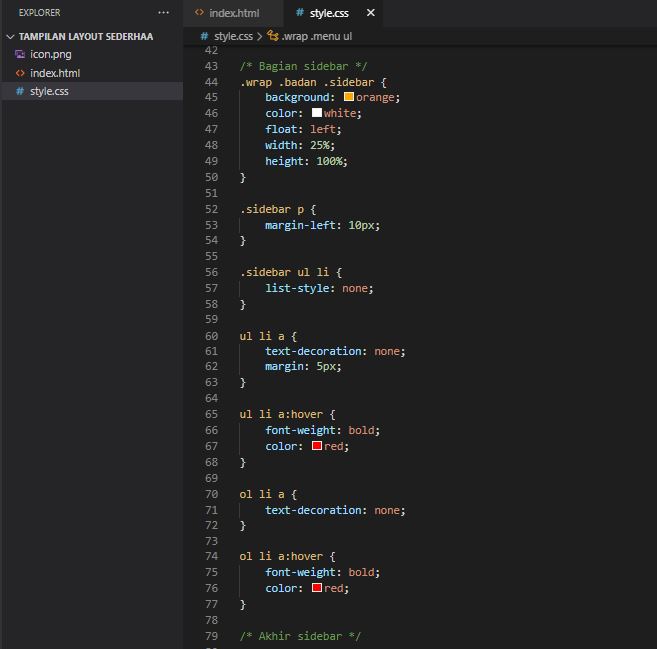 EXPLORER ...
TAMPILAN LAYOUT SEDERHAA
icon.png
index.html
style.css
index.html style.css
style.css > .wrap .menu ul
42
43 /* Bagian sidebar */
44 .wrap .badan .sidebar {
45 background: orange;
46 color: white;
47 float: left;
48 width: 25%;
49 height: 100%;
50 }
51
52 .sidebar p {
53 margin-left: 10px;
54 }
55
56 .sidebar ul li {
57 list-style: none;
58 }
59
60 ul li a {
61 text-decoration: none;
62 margin: 5px;
63 }
64
65 ul li a:hover {
66 font-weight: bold;
67 color: red;
68 }
69
70 ol li a {
71 text-decoration: none;
72 }
73
74 ol li a:hover {
75 font-weight: bold;
76 color: red;
77 }
78
79 /* Akhir sidebar */